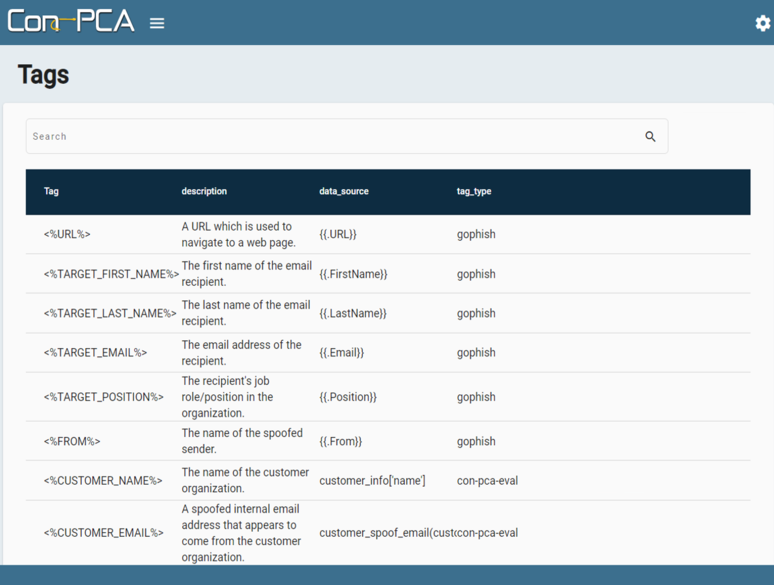 Con-PCA
Tags
Search
Tag description data_source tag_type
A URL which is used to
<%URL%> {{.URL}} gophish
navigate to a web page.
The first name of the email
<%TARGET_FIRST_NAME%> {{.FirstName}} gophish
recipient.
The last name of the email
<%TARGET_LAST_NAME%> {{.LastName}} gophish
recipient.
The email address of the
<%TARGET_EMAIL%> {{.Email}} gophish
recipient.
The recipient's job
<%TARGET_POSITION%> role/position in the {{.Position}} gophish
organization.
The name of the spoofed
<%FROM%> {{.From}} gophish
sender.
The name of the customer
<%CUSTOMER_NAME%> customer_info['name'] con-pca-eval
organization.
A spoofed internal email
address that appears to
<%CUSTOMER_EMAIL%> customer_spoof_email(cust con-pca-eval
come from the customer
organization.